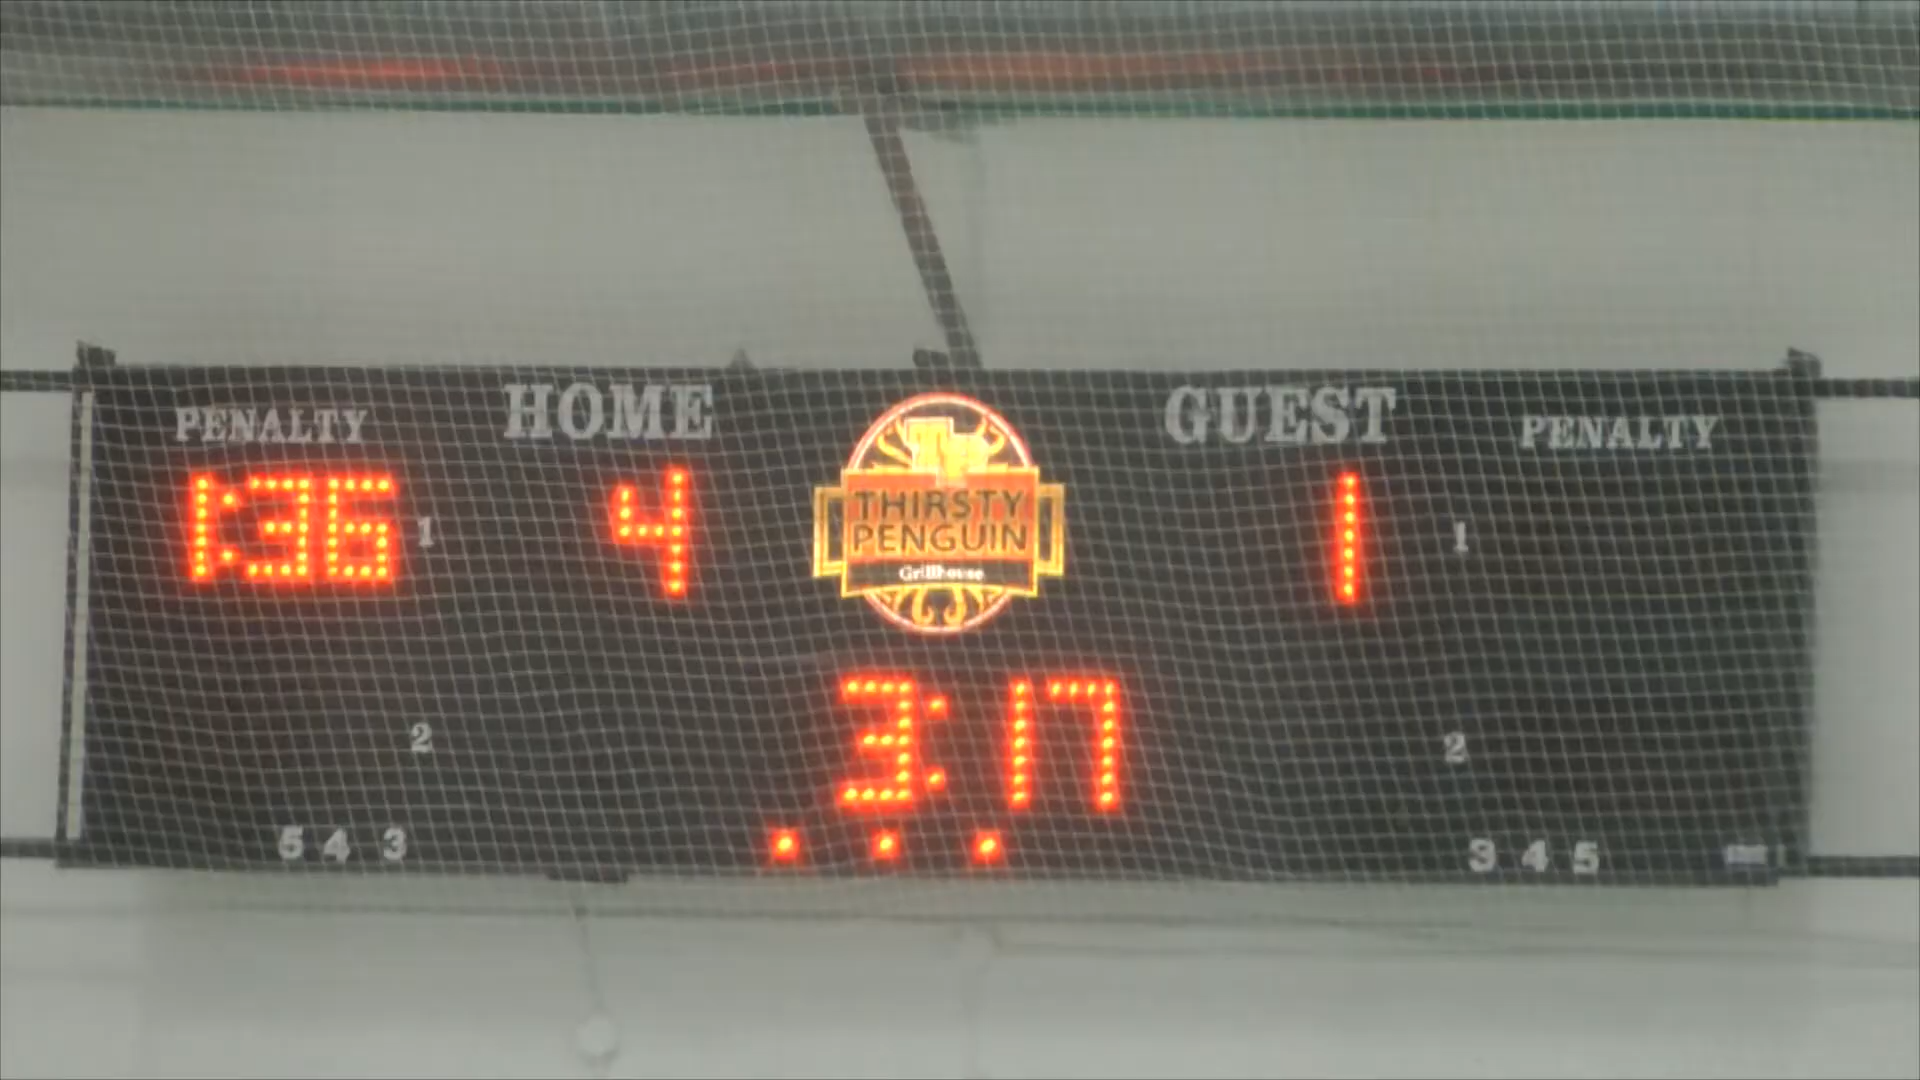 PENALTY HOME GUEST PENALTY
1:36 1 4 THIRSTY PENGUIN Grillhouse 1 1
2 3:17 2
5 4 3 3 4 5